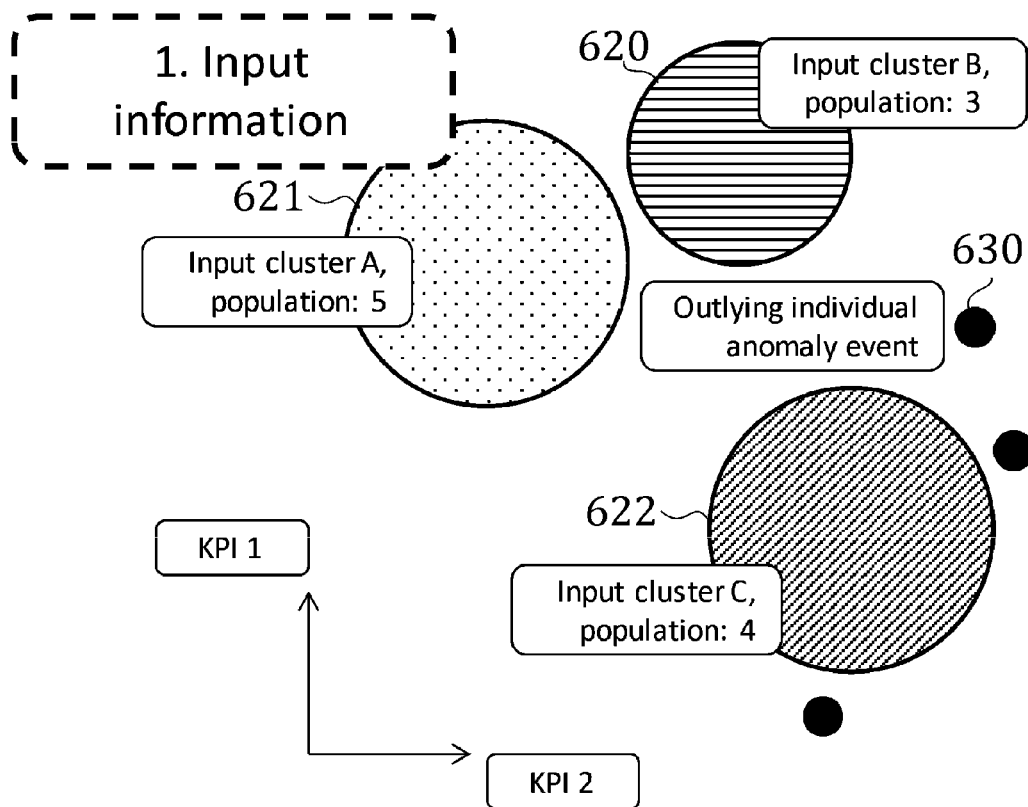 1. Input
information
620
Input cluster B,
population: 3
621
Input cluster A,
population: 5
630
Outlying individual
anomaly event
622
Input cluster C,
population: 4
KPI 1
KPI 2